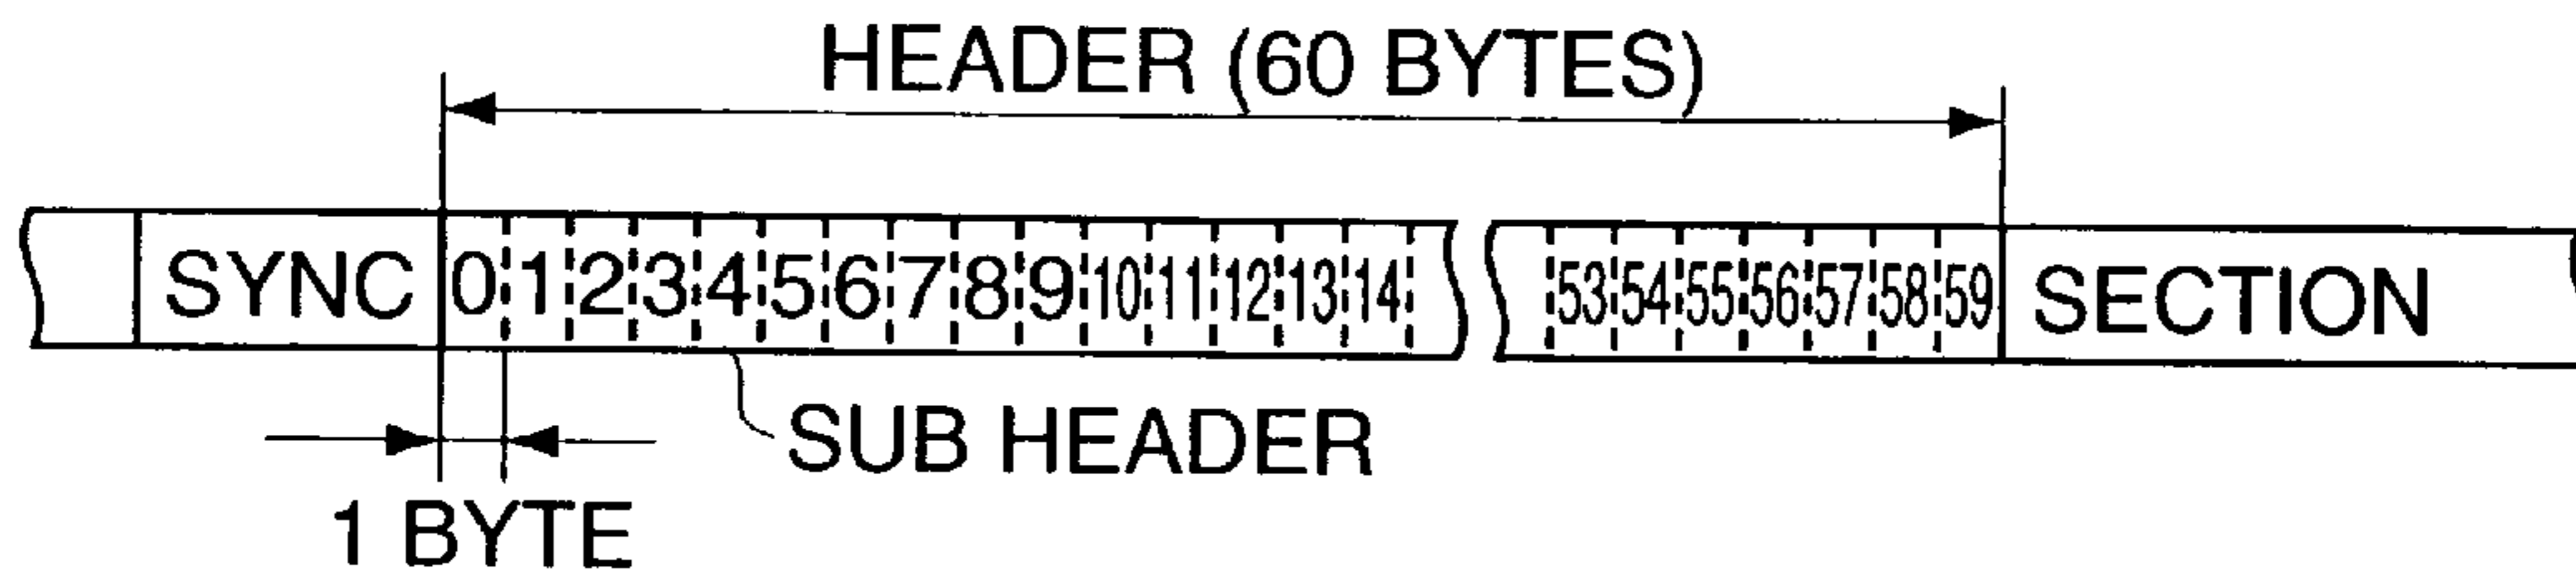 HEADER (60 BYTES)
SYNC 0 1 2 3 4 5 6 7 8 9 10 11 12 13 14 53 54 55 56 57 58 59 SECTION
SUB HEADER
1 BYTE